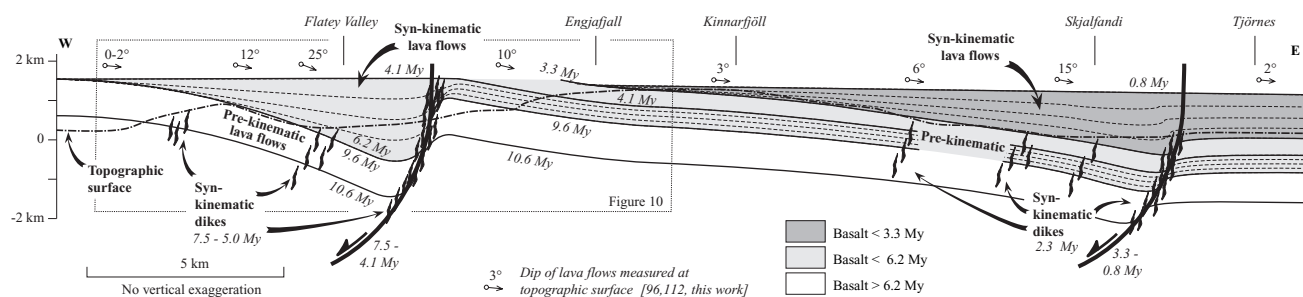 Flatey Valley
Engjafjall
Kinnarfjöll
Skjalfandi
Tjörnes
W
E
Syn-kinematic
lava flows
Syn-kinematic
lava flows
0-2°
12°
25°
10°
3°
6°
15°
2°
2 km
0
-2 km
4.1 My
3.3 My
0.8 My
4.1 My
Pre-kinematic
lava flows
6.2 My
9.6 My
10.6 My
9.6 My
10.6 My
Pre-kinematic
Topographic
surface
Syn-
kinematic
dikes
7.5 - 5.0 My
7.5 -
4.1 My
Figure 10
Syn-
kinematic
dikes
2.3 My
3.3 -
0.8 My
Basalt < 3.3 My
Basalt < 6.2 My
Basalt > 6.2 My
5 km
No vertical exaggeration
3°
Dip of lava flows measured at
topographic surface [96,112, this work]